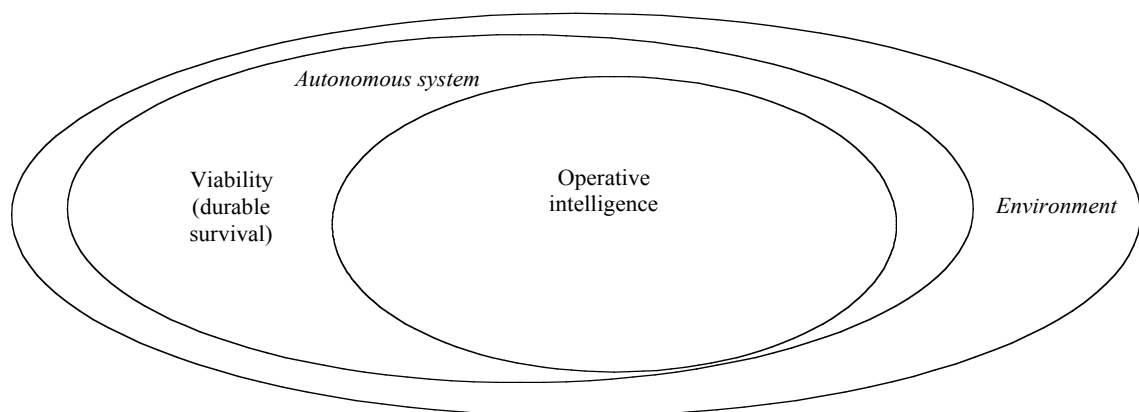 Autonomous system
Viability
(durable
survival)
Operative
intelligence
Environment